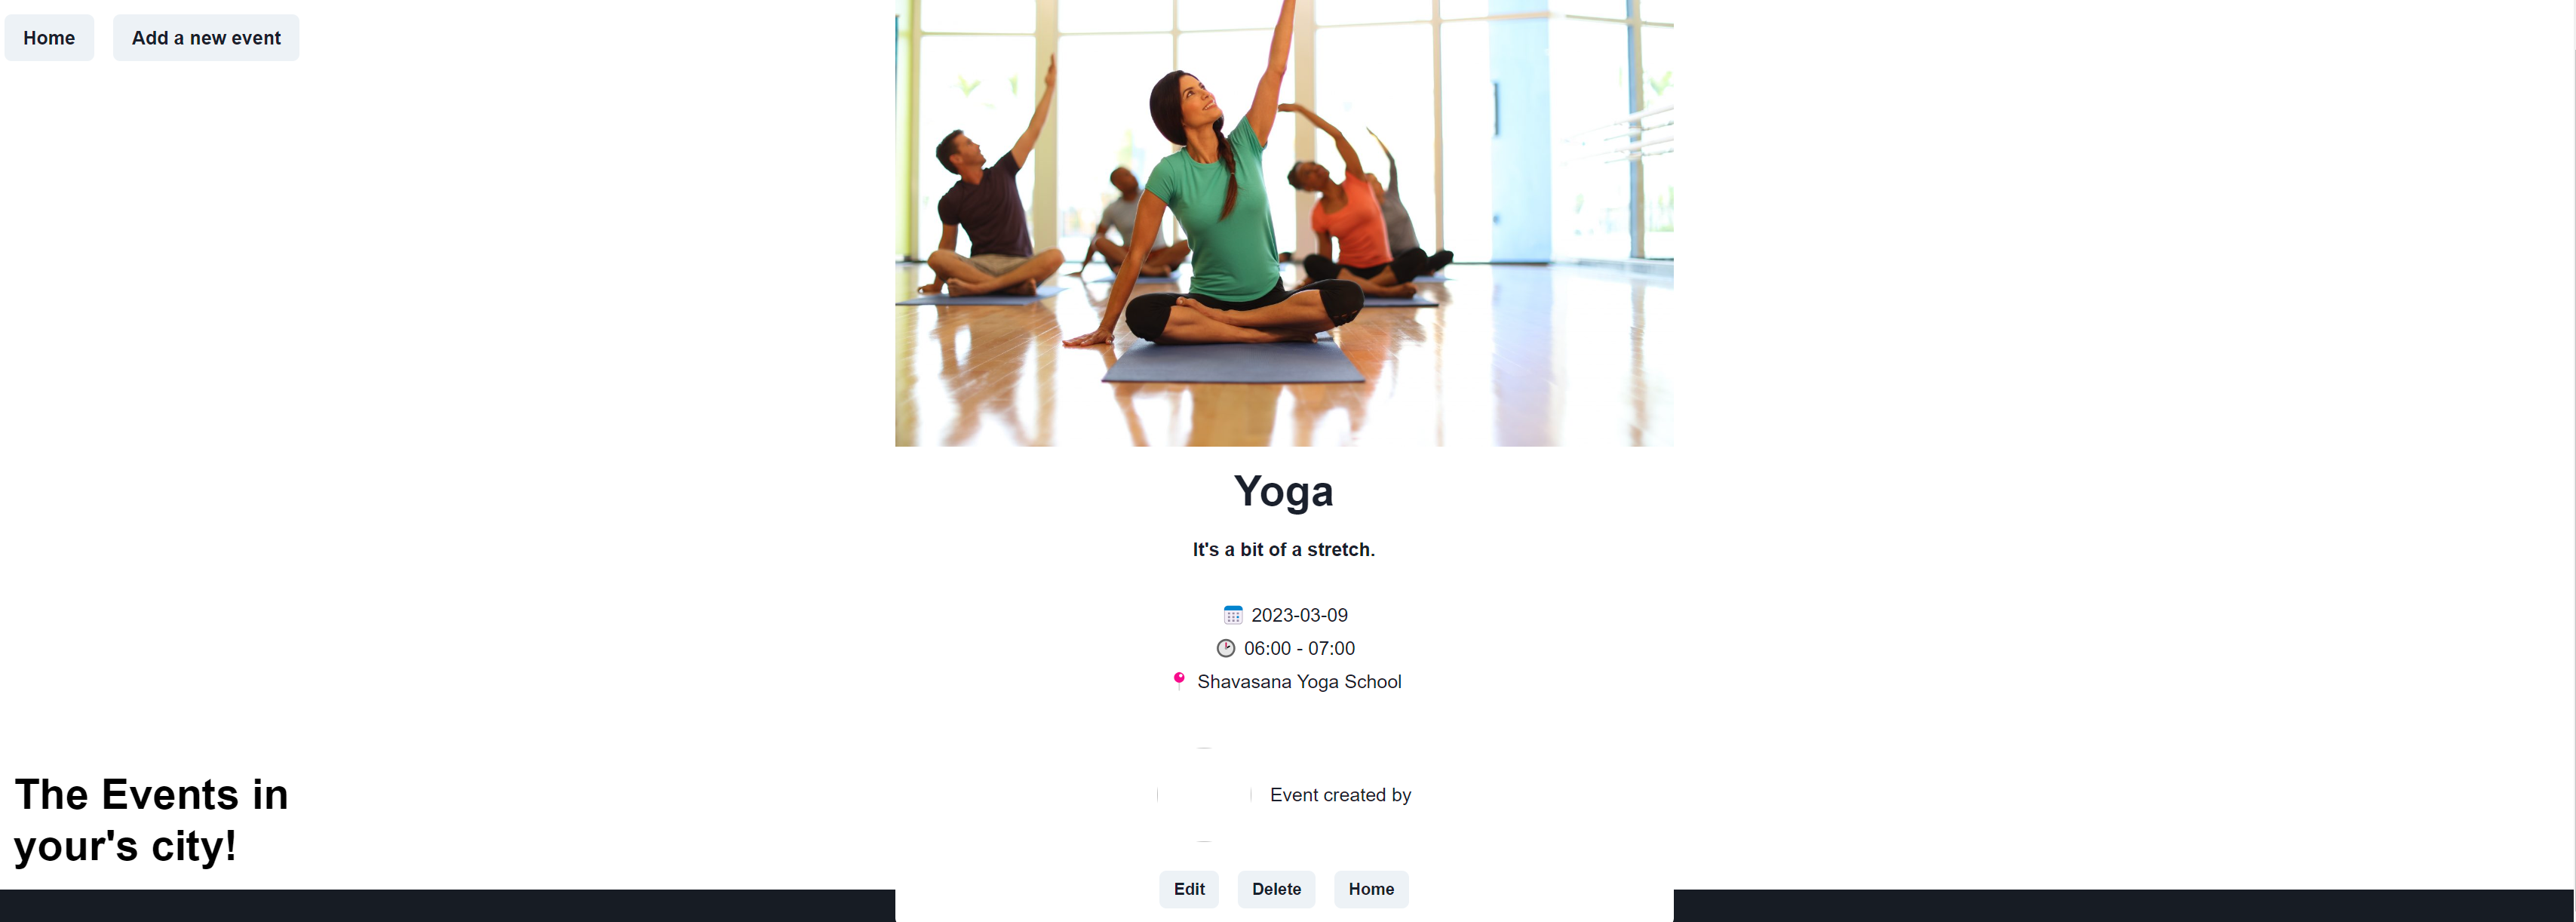 Home
Add a new event
Yoga
It's a bit of a stretch.
2023-03-09
06:00 - 07:00
Shavasana Yoga School
The Events in
your's city!
Event created by
Edit
Delete
Home